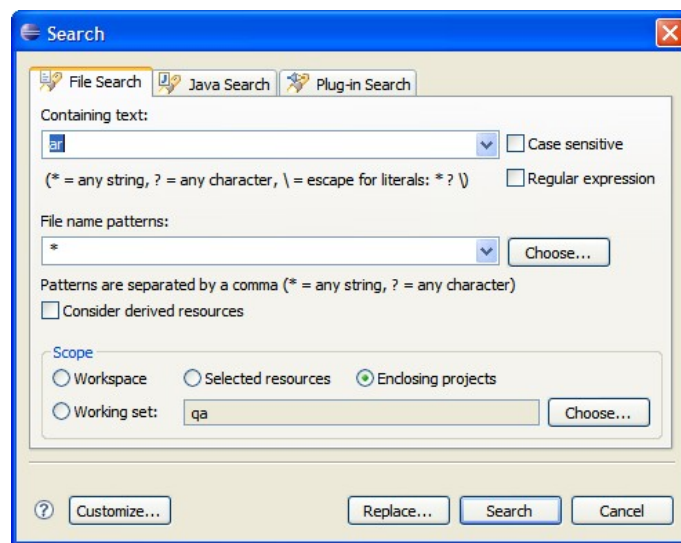 Search
File Search Java Search Plug-in Search
Containing text:
ar
Case sensitive
(* = any string, ? = any character, \ = escape for literals: * ? \)
Regular expression
File name patterns:
*
Choose...
Patterns are separated by a comma (* = any string, ? = any character)
Consider derived resources
Scope
Workspace Selected resources Enclosing projects
Working set: qa Choose...
? Customize... Replace... Search Cancel